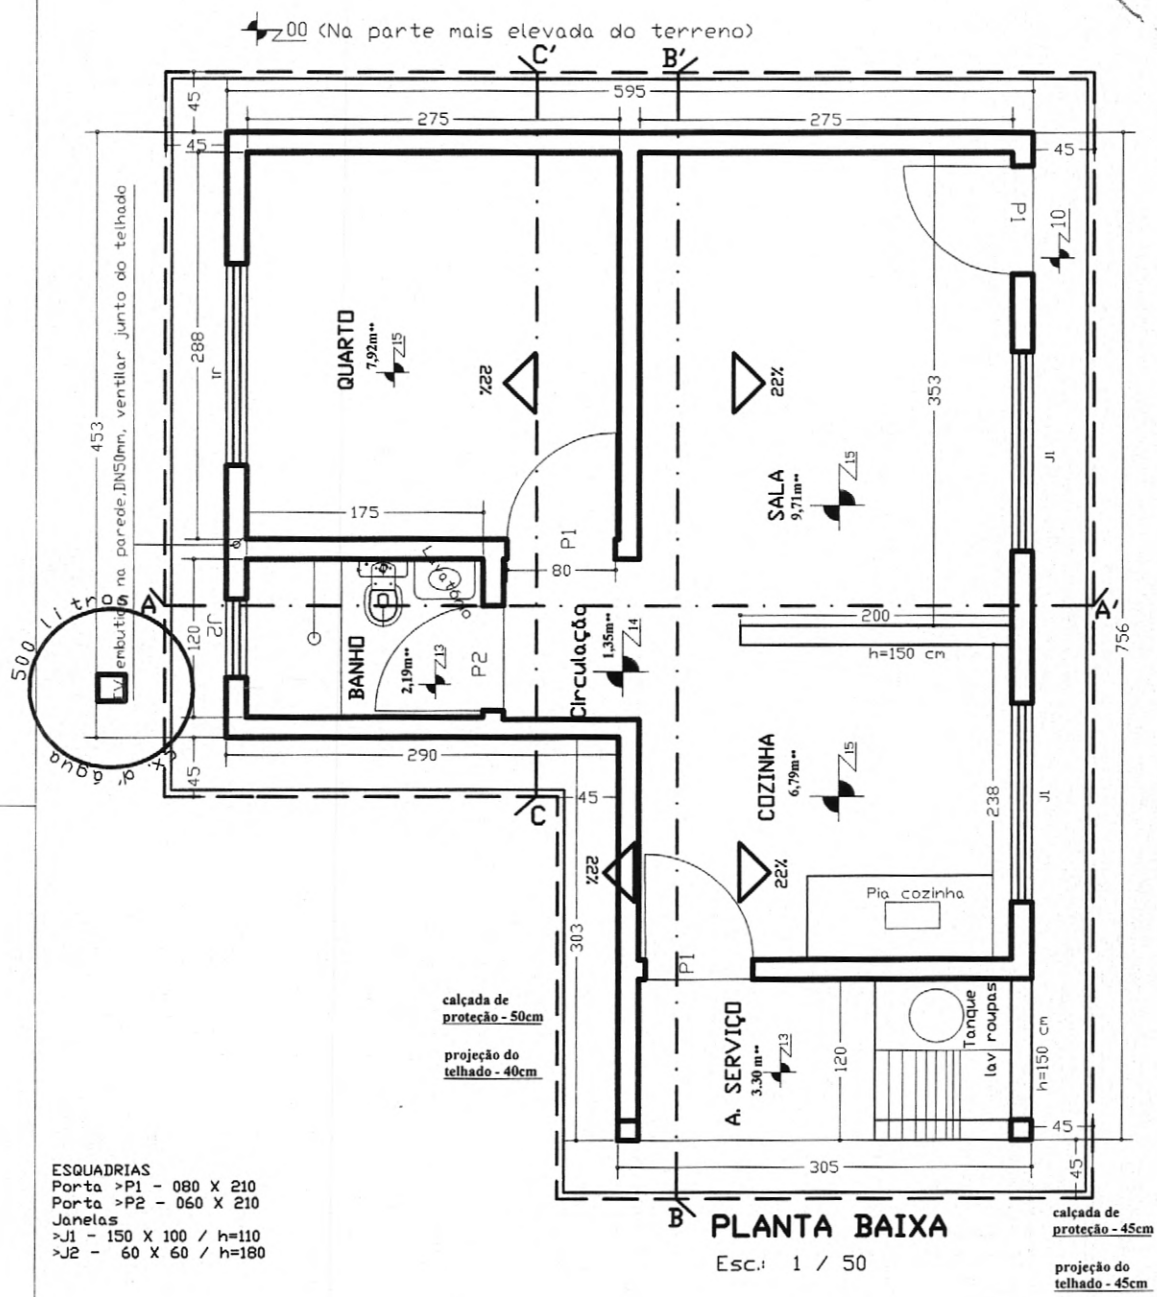 00 (Na parte mais elevada do terreno)
C' B'
595
45
275 275
45 45
P1
10
embutido na parede,DN50mm, ventilar junto do telhado
453
288
J1
QUARTO
7,92m
15
22%
22%
353
SALA
9,71m
15
J1
756
175
P1
80
Lavatório
A A'
200
h=150 cm
500 litros
Cx. d'água
120
J2
BANHO
2,19m
13
P2
Circulação
1,35m
14
COZINHA
6,79m
15
J1
238
290
45
45
C
22%
22%
Pia cozinha
303
P1
calçada de
proteção - 50cm
projeção do
telhado - 40cm
A. SERVIÇO
3.30 m
13
120
Tanque
lav roupas
h=150 cm
45
305
45
B
ESQUADRIAS
Porta >P1 - 080 X 210
Porta >P2 - 060 X 210
Janelas
>J1 - 150 X 100 / h=110
>J2 - 60 X 60 / h=180
PLANTA BAIXA
Esc.: 1 / 50
calçada de
proteção - 45cm
projeção do
telhado - 45cm